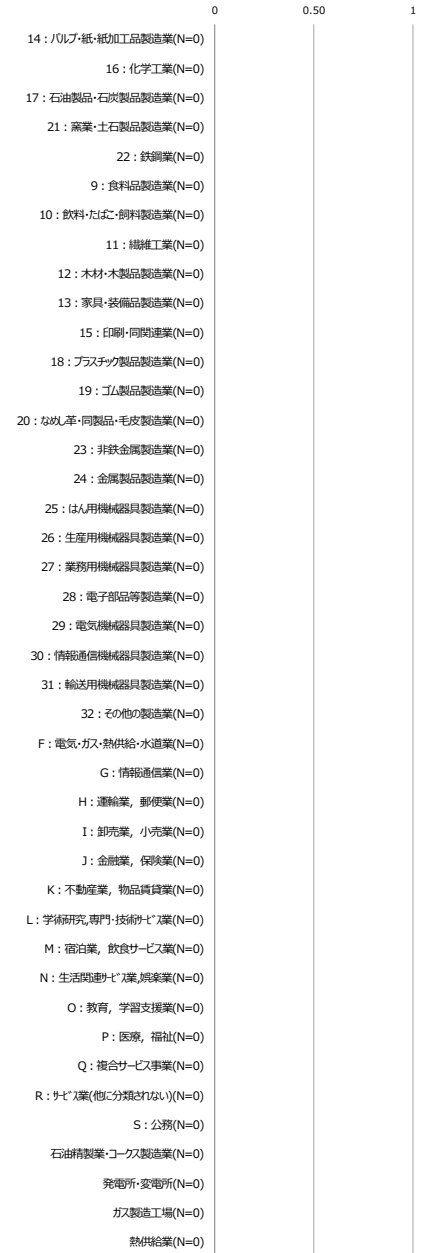 0 0.50 1
14：パルプ・紙・紙加工品製造業(N=0)
16：化学工業(N=0)
17：石油製品・石炭製品製造業(N=0)
21：窯業・土石製品製造業(N=0)
22：鉄鋼業(N=0)
9：食料品製造業(N=0)
10：飲料・たばこ・飼料製造業(N=0)
11：繊維工業(N=0)
12：木材・木製品製造業(N=0)
13：家具・装備品製造業(N=0)
15：印刷・同関連業(N=0)
18：プラスチック製品製造業(N=0)
19：ゴム製品製造業(N=0)
20：なめし革・同製品・毛皮製造業(N=0)
23：非鉄金属製造業(N=0)
24：金属製品製造業(N=0)
25：はん用機械器具製造業(N=0)
26：生産用機械器具製造業(N=0)
27：業務用機械器具製造業(N=0)
28：電子部品等製造業(N=0)
29：電気機械器具製造業(N=0)
30：情報通信機械器具製造業(N=0)
31：輸送用機械器具製造業(N=0)
32：その他の製造業(N=0)
F：電気・ガス・熱供給・水道業(N=0)
G：情報通信業(N=0)
H：運輸業，郵便業(N=0)
I：卸売業，小売業(N=0)
J：金融業，保険業(N=0)
K：不動産業，物品賃貸業(N=0)
L：学術研究,専門・技術ｻｰﾋﾞｽ業(N=0)
M：宿泊業，飲食サービス業(N=0)
N：生活関連ｻｰﾋﾞｽ業,娯楽業(N=0)
O：教育，学習支援業(N=0)
P：医療，福祉(N=0)
Q：複合サービス事業(N=0)
R：ｻｰﾋﾞｽ業(他に分類されない)(N=0)
S：公務(N=0)
石油精製業・コークス製造業(N=0)
発電所・変電所(N=0)
ガス製造工場(N=0)
熱供給業(N=0)